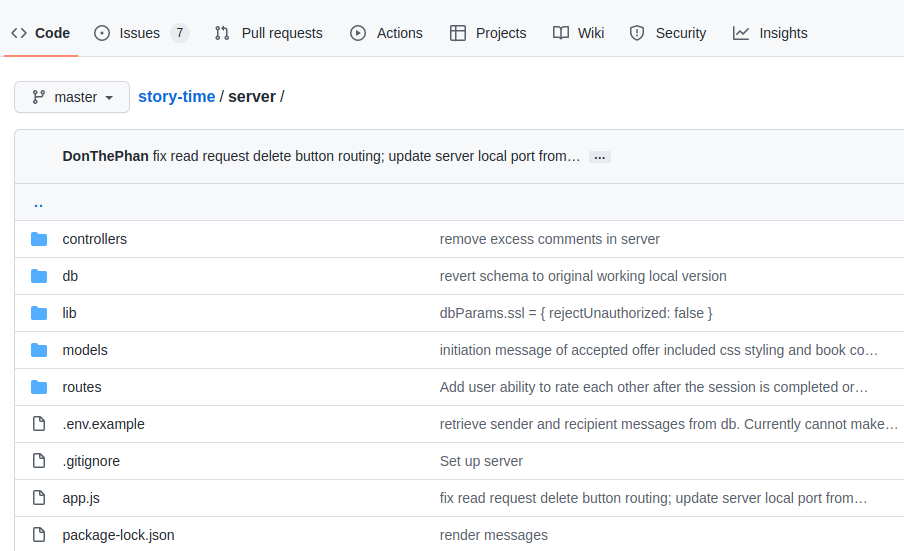 Code Issues 7 Pull requests Actions Projects Wiki Security Insights
master story-time / server /
DonThePhan fix read request delete button routing; update server local port from… …
..
controllers remove excess comments in server
db revert schema to original working local version
lib dbParams.ssl = { rejectUnauthorized: false }
models initiation message of accepted offer included css styling and book co…
routes Add user ability to rate each other after the session is completed or…
.env.example retrieve sender and recipient messages from db. Currently cannot make…
.gitignore Set up server
app.js fix read request delete button routing; update server local port from…
package-lock.json render messages